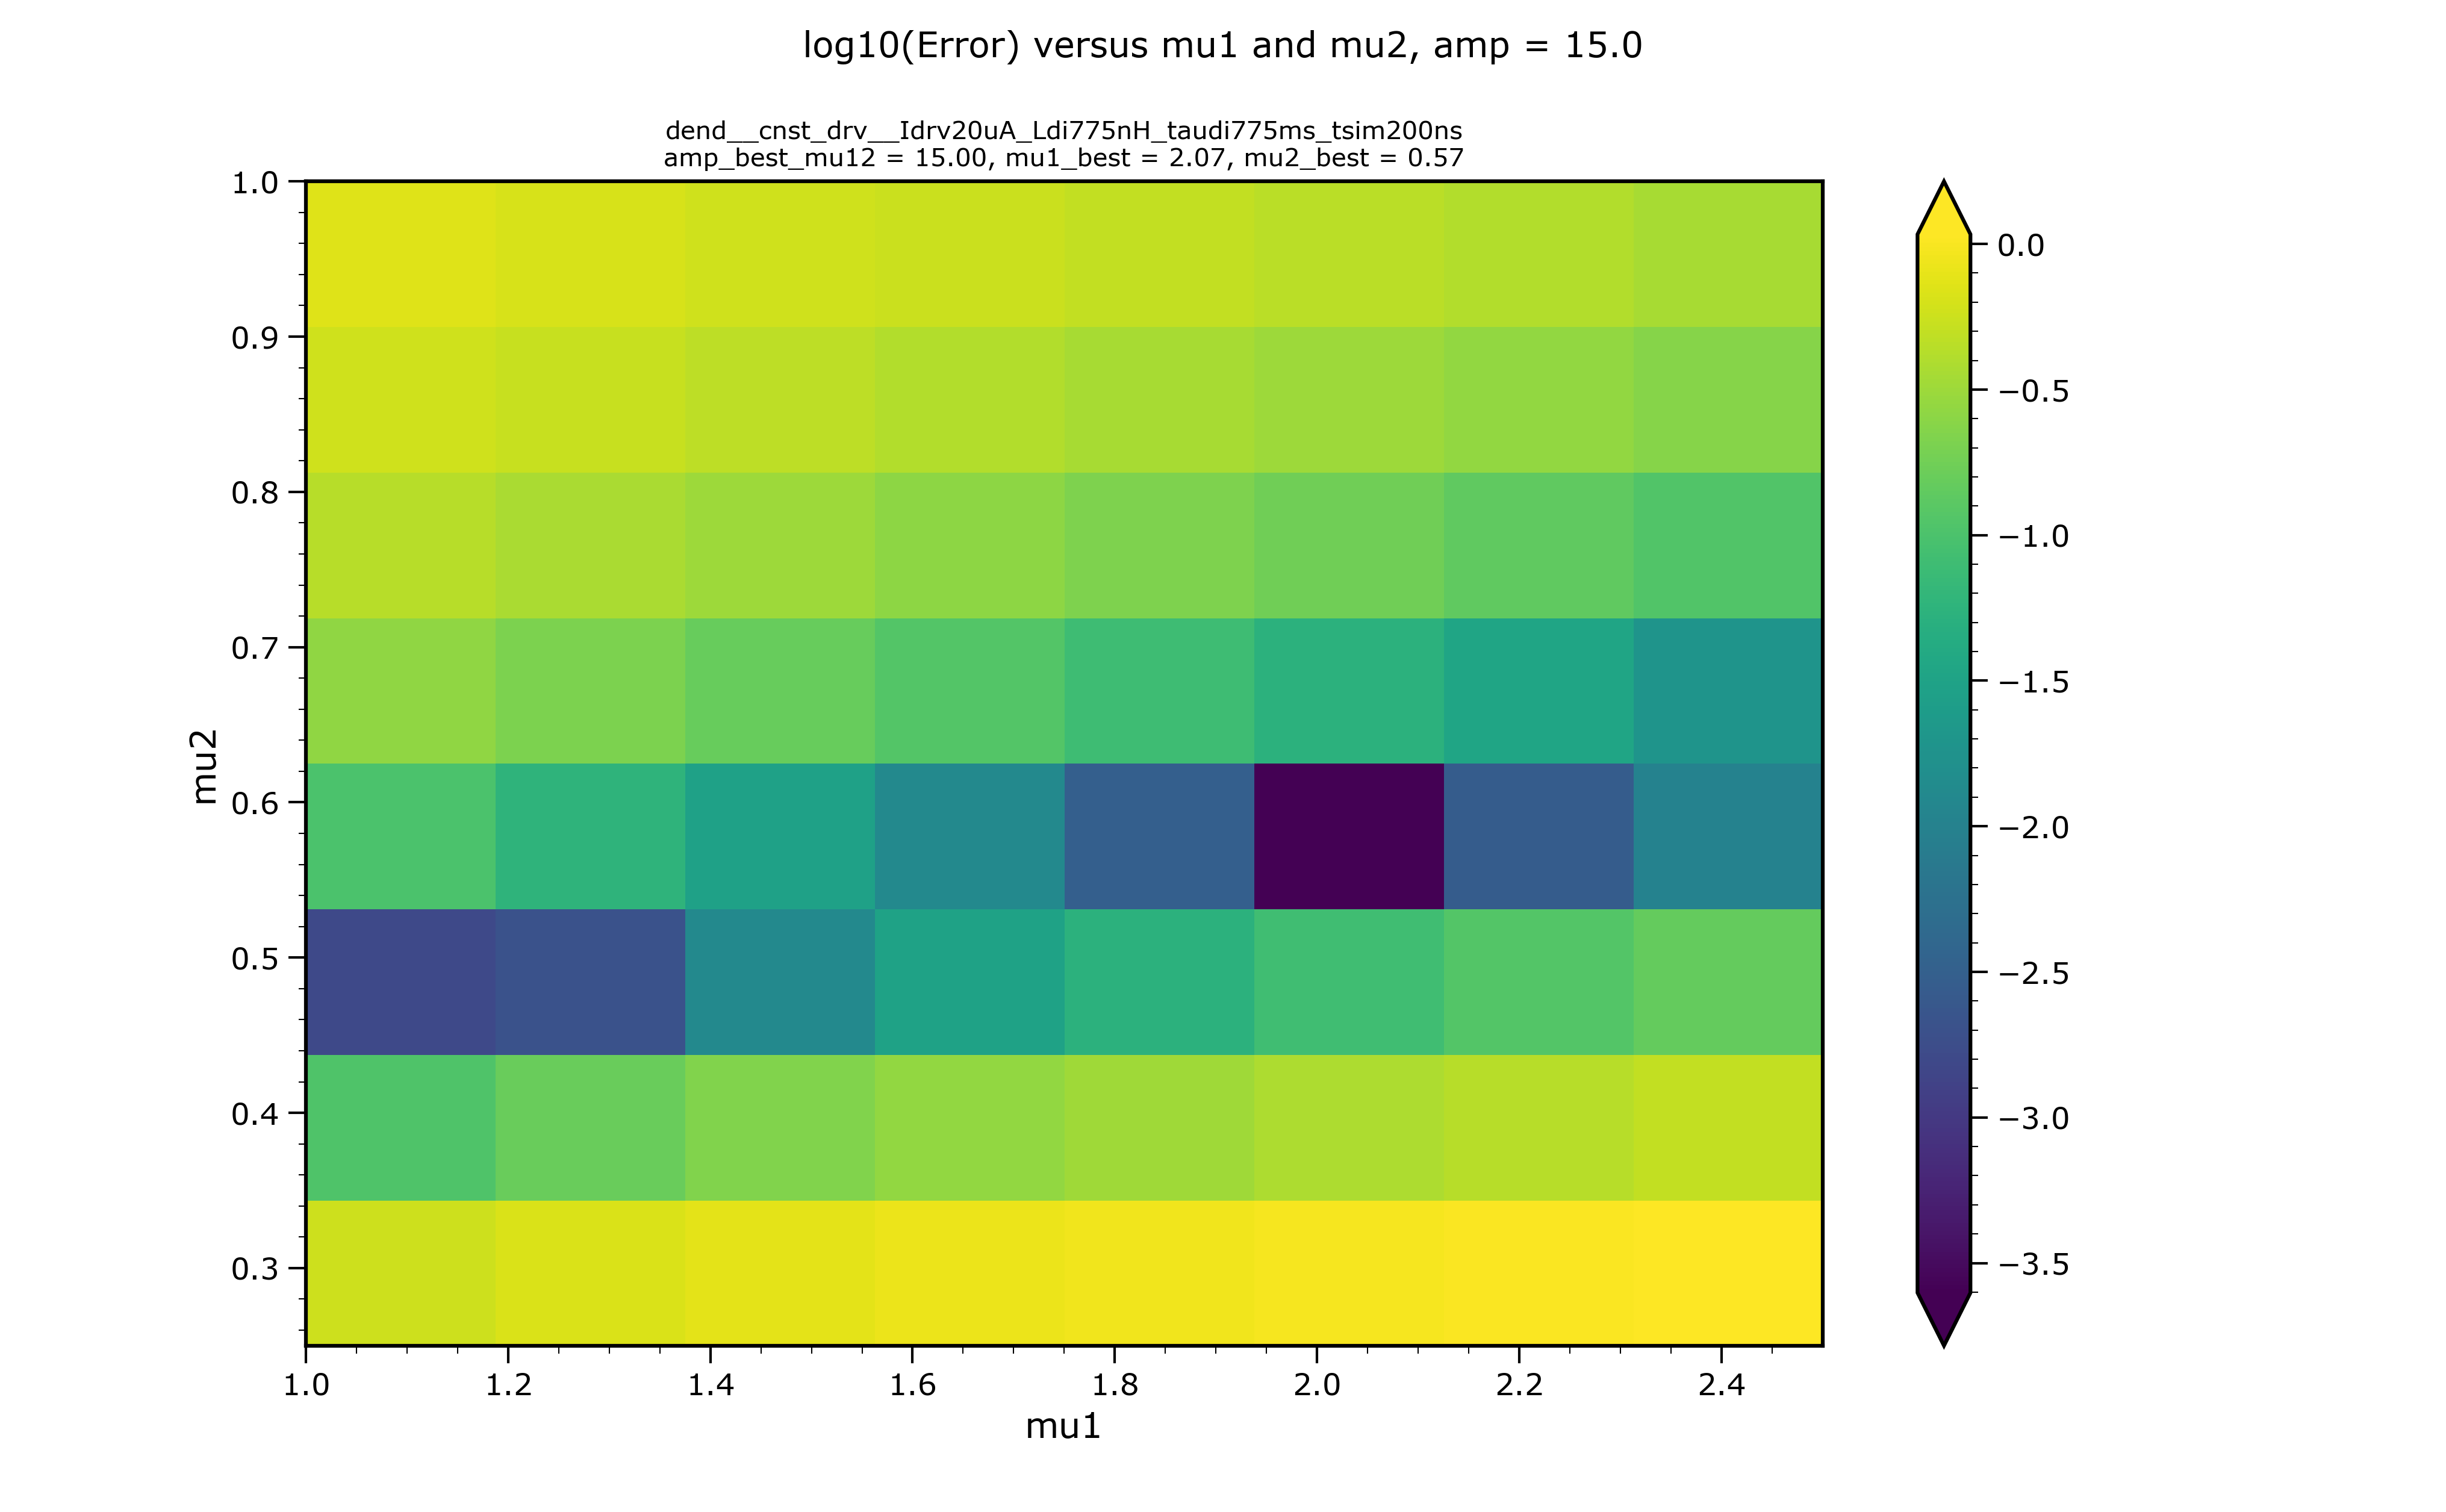 log10(Error) versus mu1 and mu2, amp = 15.0
dend__cnst_drv__Idrv20uA_Ldi775nH_taudi775ms_tsim200ns
amp_best_mu12 = 15.00, mu1_best = 2.07, mu2_best = 0.57
1.0
0.9
0.8
0.7
0.6
0.5
0.4
0.3
mu2
1.0 1.2 1.4 1.6 1.8 2.0 2.2 2.4
mu1
0.0
−0.5
−1.0
−1.5
−2.0
−2.5
−3.0
−3.5